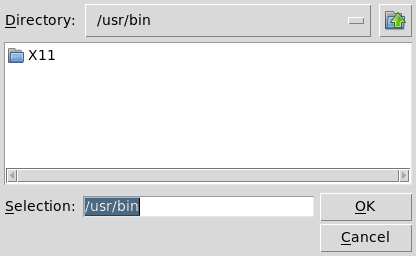 Directory: /usr/bin
X11
Selection: /usr/bin
OK
Cancel